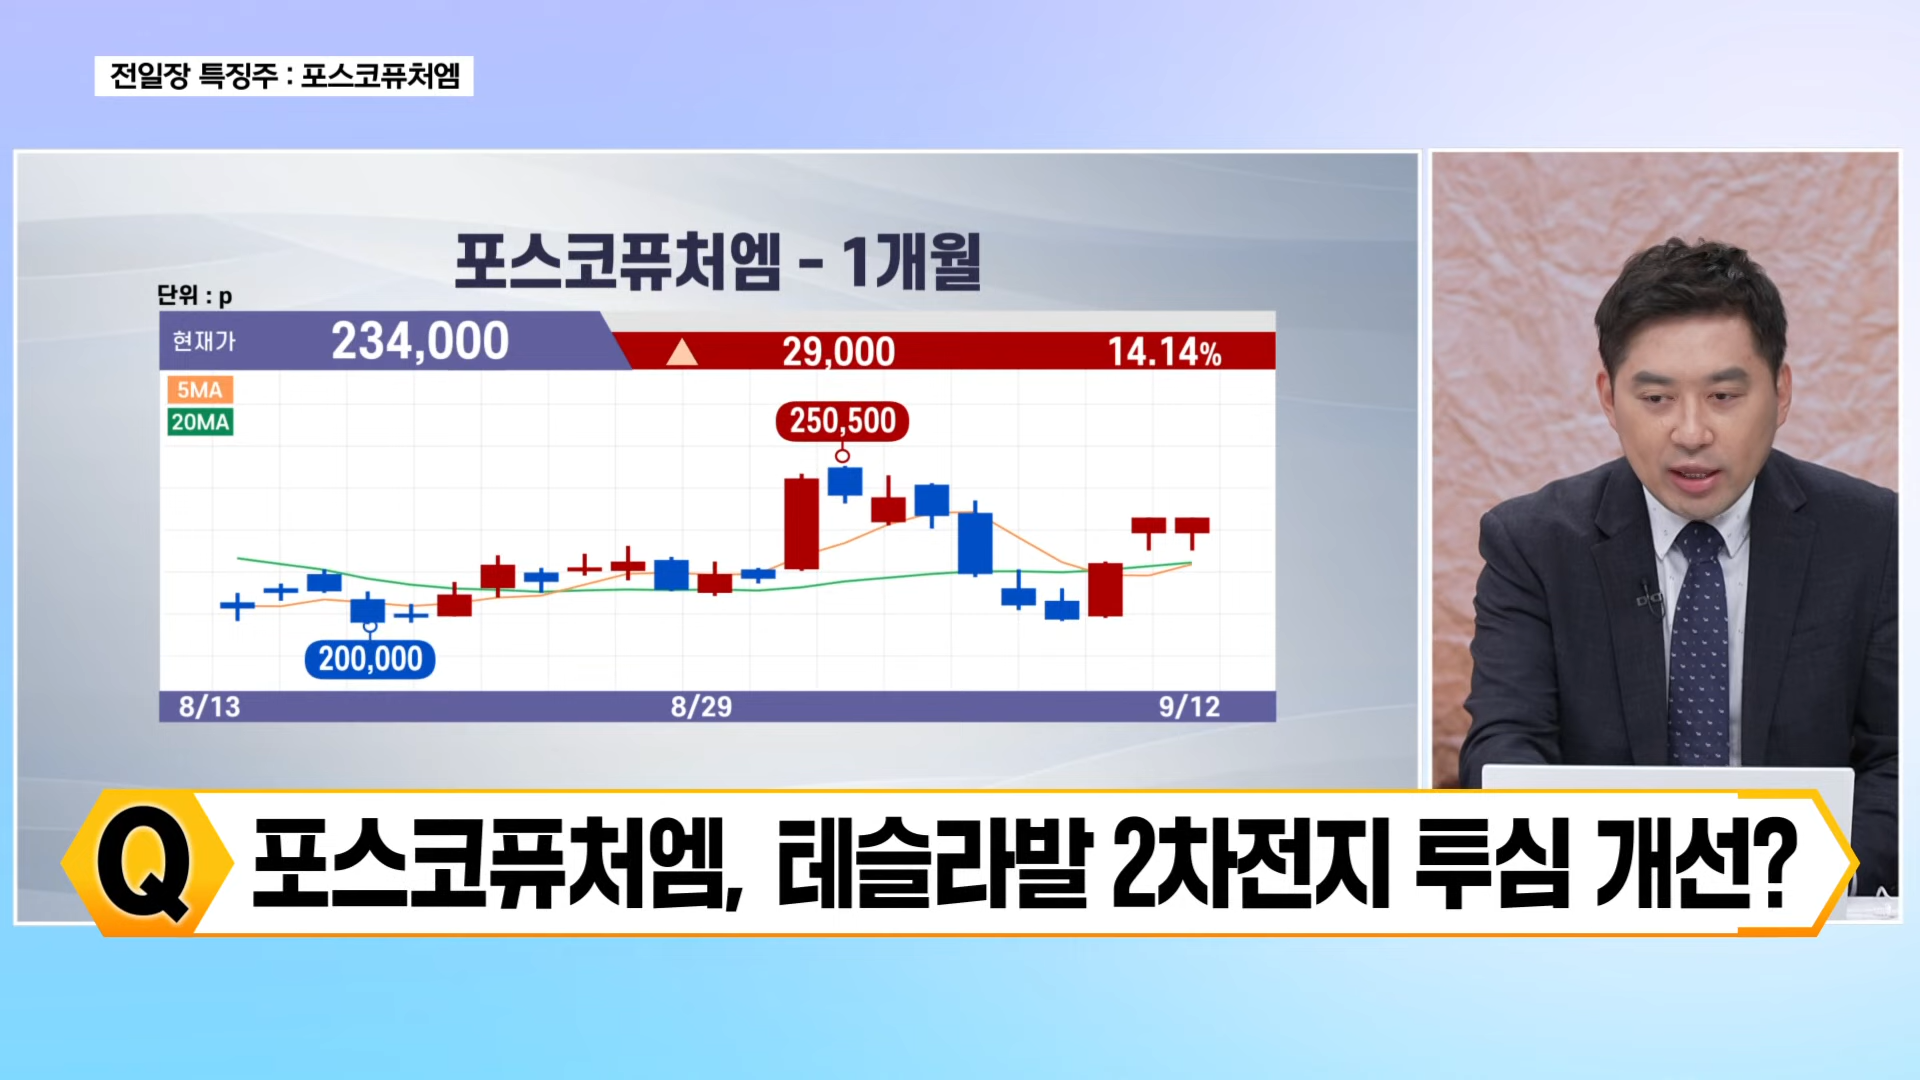 전일장 특징주 : 포스코퓨처엠
포스코퓨처엠 - 1개월
단위 : p
현재가 234,000 ▲ 29,000 14.14%
5MA
20MA
250,500
200,000
8/13 8/29 9/12
Q 포스코퓨처엠, 테슬라발 2차전지 투심 개선?